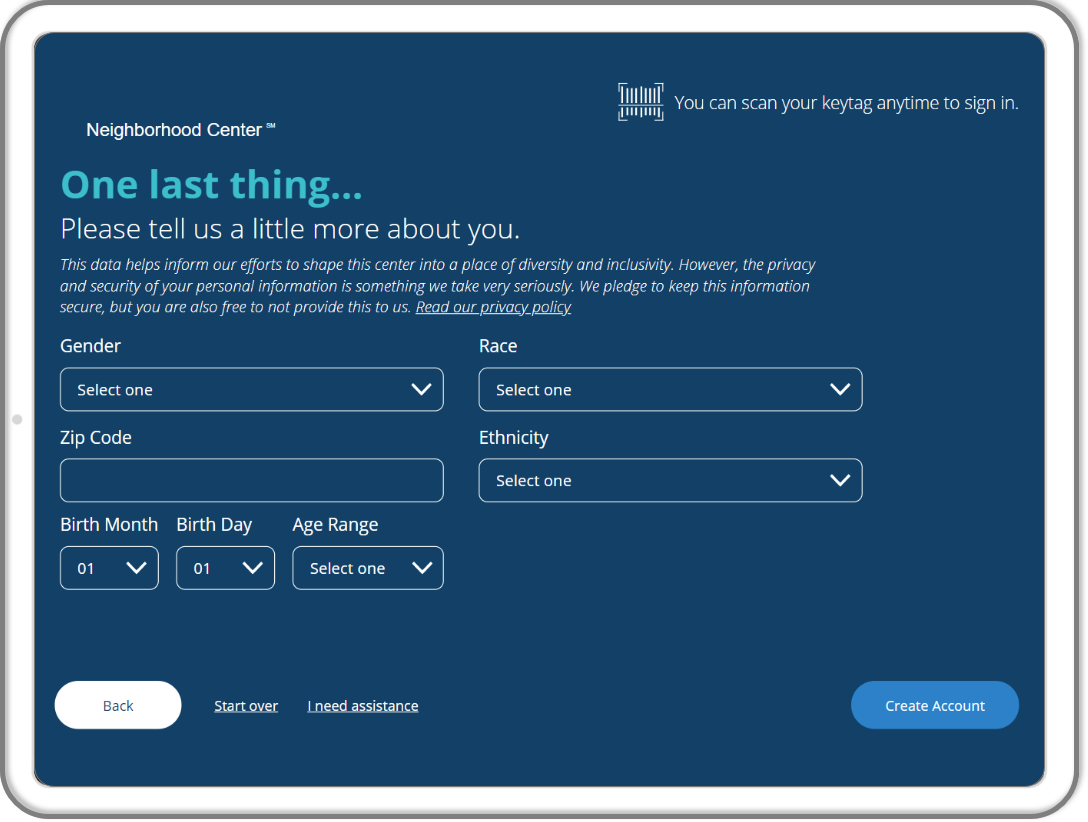 You can scan your keytag anytime to sign in.
Neighborhood Center ℠
One last thing...
Please tell us a little more about you.
This data helps inform our efforts to shape this center into a place of diversity and inclusivity. However, the privacy
and security of your personal information is something we take very seriously. We pledge to keep this information
secure, but you are also free to not provide this to us. Read our privacy policy
Gender Race
Select one Select one
Zip Code Ethnicity
Select one
Birth Month Birth Day Age Range
01 01 Select one
Back Start over I need assistance Create Account